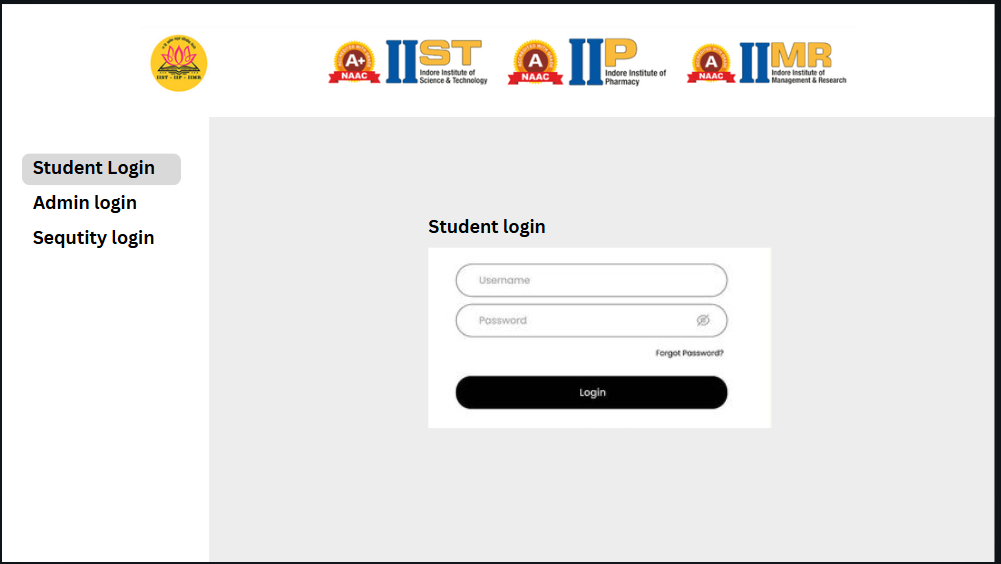 IIST - IIP - IIMR
A+
NAAC
IIST
Indore Institute of
Science & Technology
A
NAAC
IIP
Indore Institute of
Pharmacy
A
NAAC
IIMR
Indore Institute of
Management & Research
Student Login
Admin login
Sequtity login
Student login
Username
Password
Forgot Password?
Login